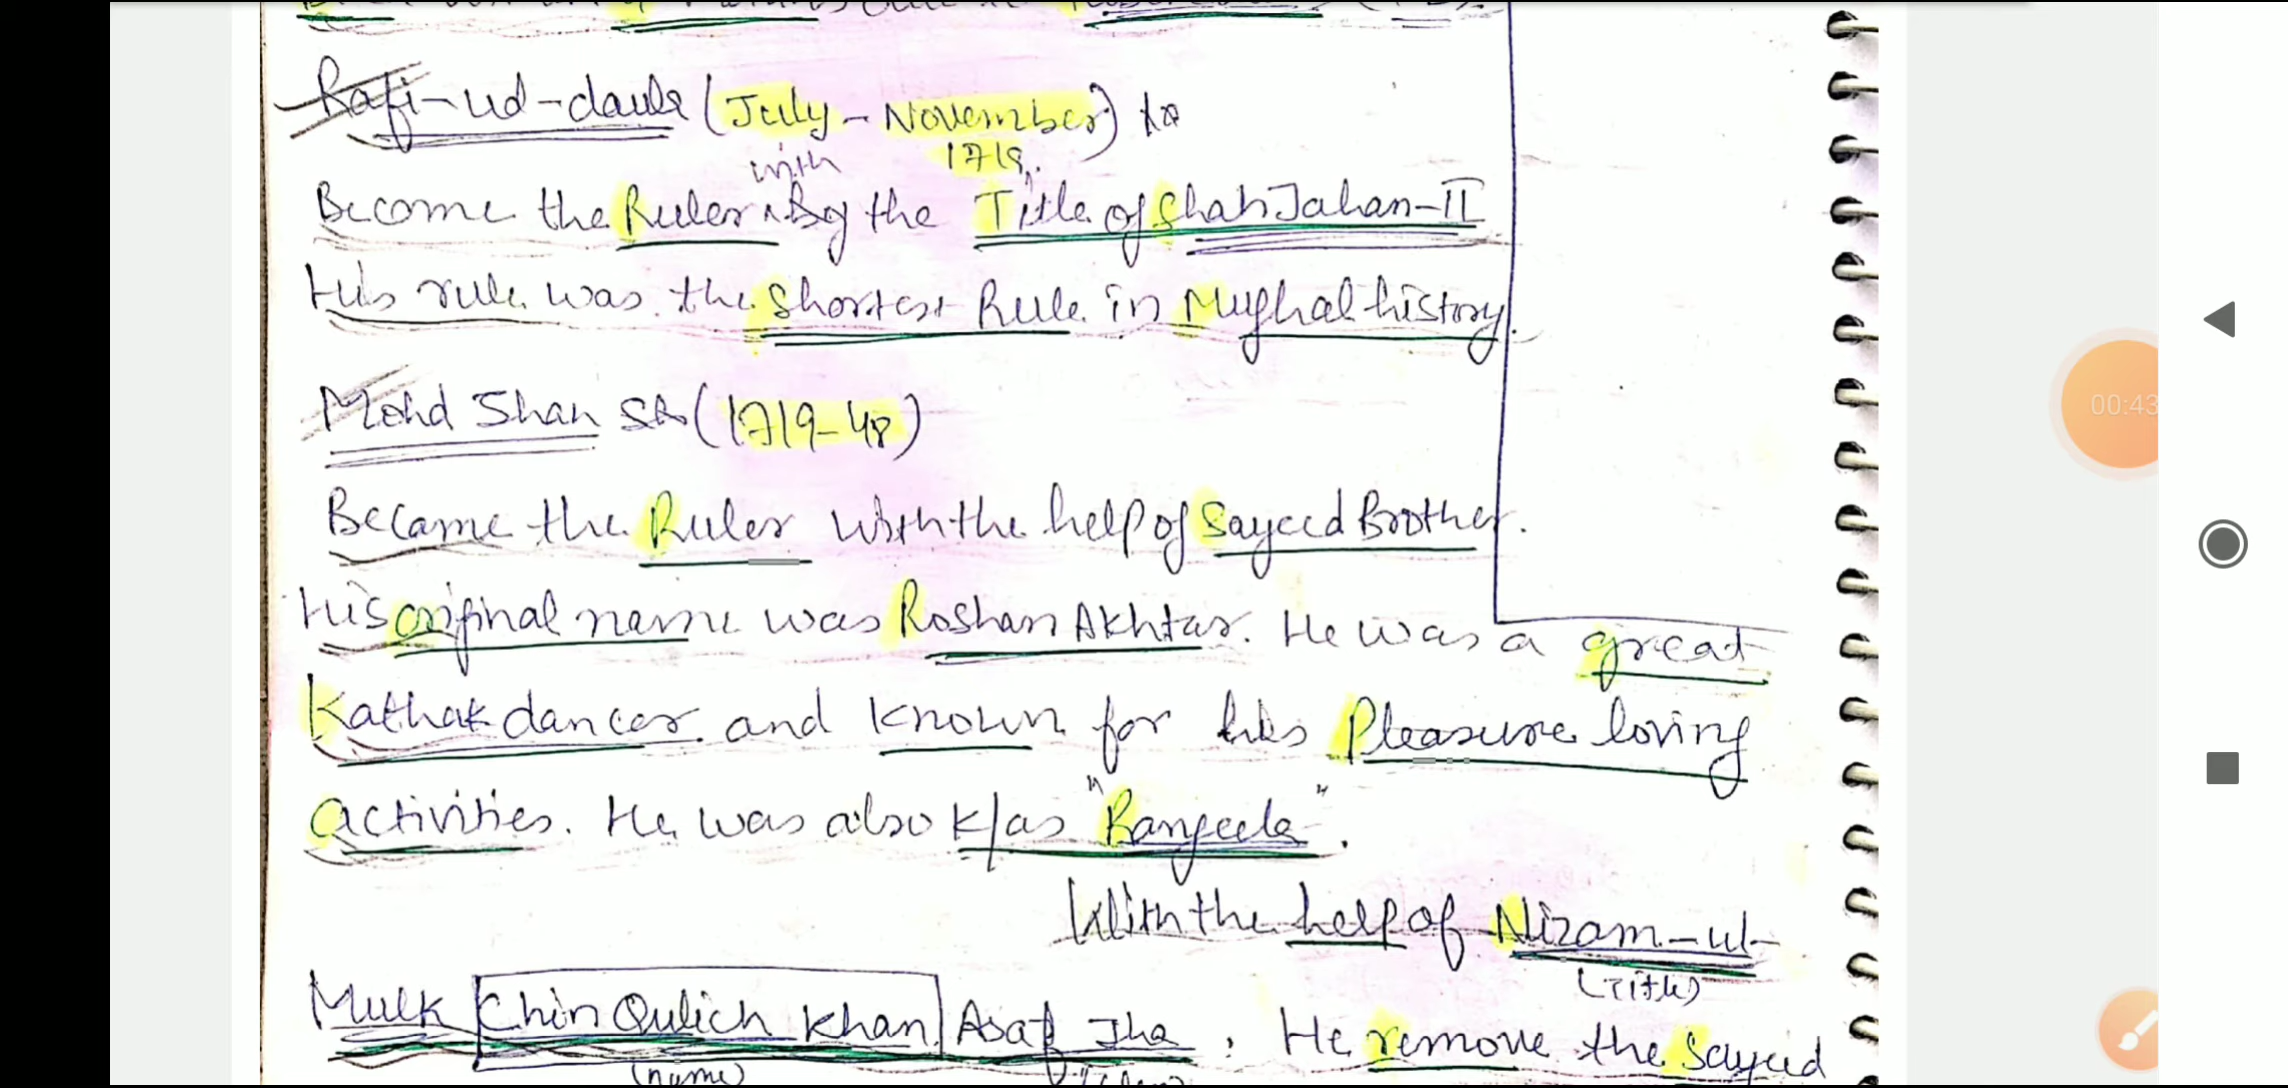 Rafi-ud-daula (July - November)
1719.
with
Become the Ruler ^ By the Title of Shah Jahan-II
His rule was the shortest Rule in Mughal history.
Mohd Shah (1719-48)
Became the Ruler with the help of Sayeed Brother.
His original name was Roshan Akhtar. He was a great
Kathak dancer and known for his Pleasure loving
activities. He was also k/as "Rangeela".
With the help of Nizam-ul-
(Title)
Mulk Chin Qulich Khan Asaf Jha. He remove the Sayeed
(name)
00:43